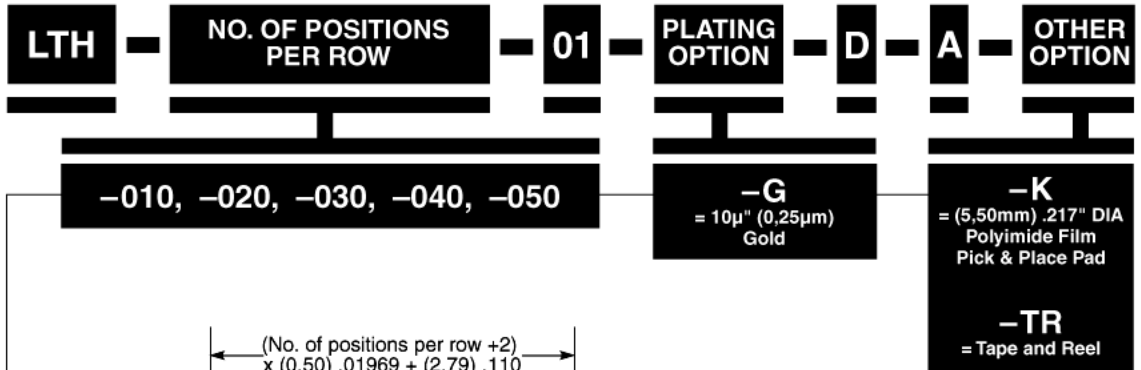 LTH – NO. OF POSITIONS PER ROW – 01 – PLATING OPTION – D – A – OTHER OPTION
–010, –020, –030, –040, –050
–G
= 10µ" (0,25µm)
Gold
–K
= (5,50mm) .217" DIA
Polyimide Film
Pick & Place Pad
–TR
= Tape and Reel
(No. of positions per row +2)
x (0.50) .01969 + (2.79) .110